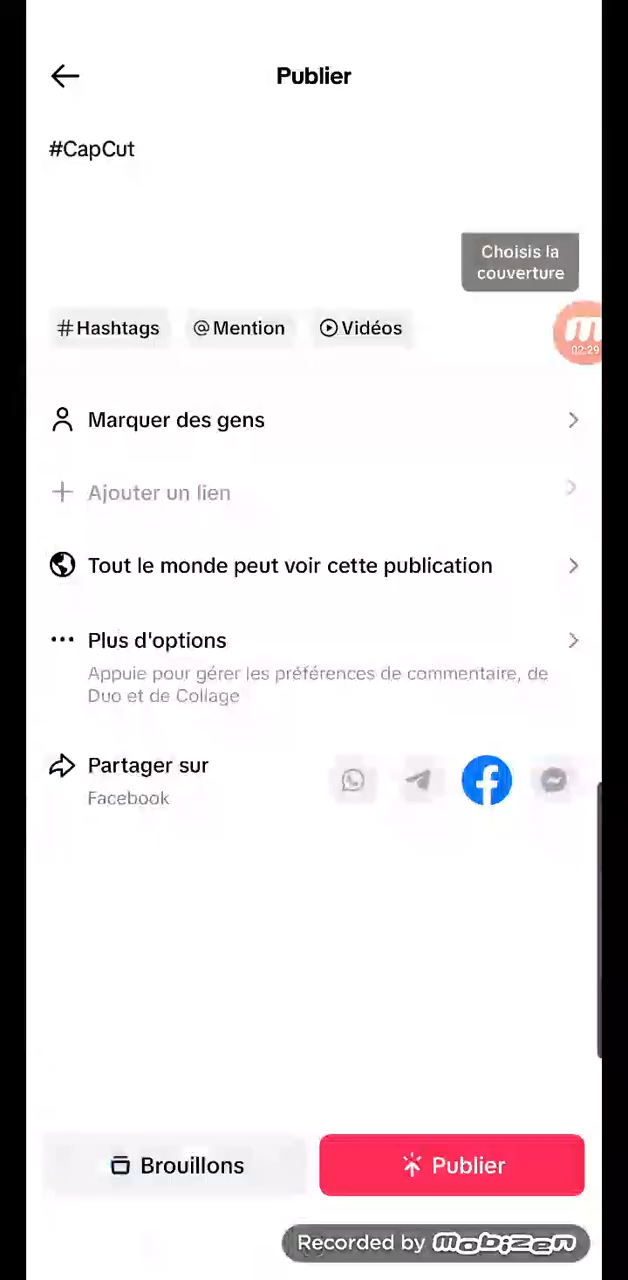 Publier
#CapCut
Choisis la
couverture
#Hashtags
@Mention
Vidéos
02:29
Marquer des gens
Ajouter un lien
Tout le monde peut voir cette publication
Plus d'options
Appuie pour gérer les préférences de commentaire, de
Duo et de Collage
Partager sur
Facebook
Brouillons
Publier
Recorded by mobizen